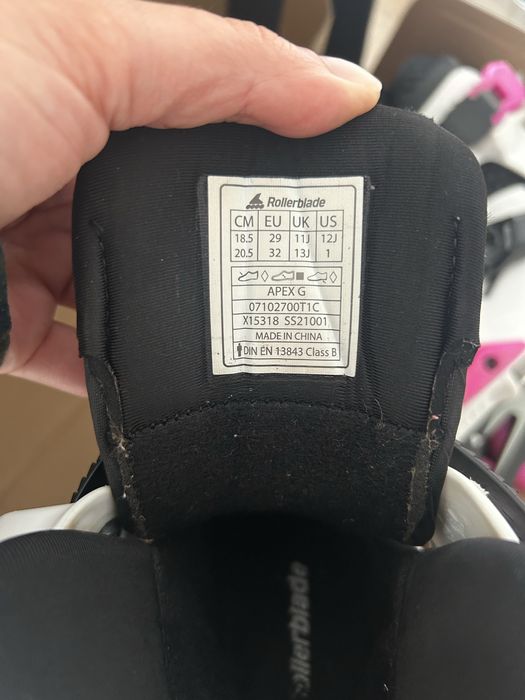 Rollerblade
CM EU UK US
18.5 29 11J 12J
20.5 32 13J 1
APEX G
07102700T1C
X15318 SS21001
MADE IN CHINA
DIN EN 13843 Class B
Rollerblade